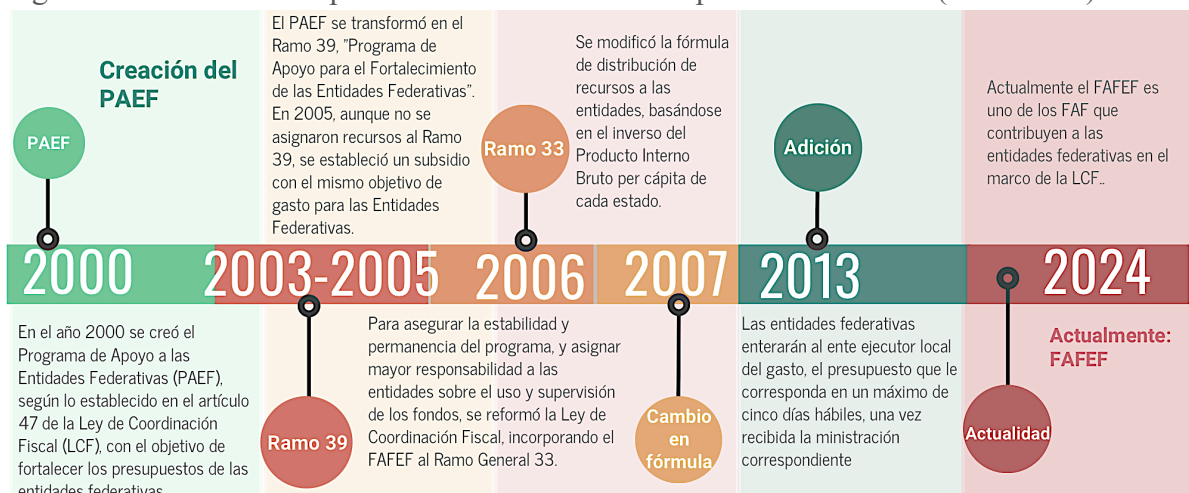 Creación del
PAEF
PAEF
2000
En el año 2000 se creó el
Programa de Apoyo a las
Entidades Federativas (PAEF),
según lo establecido en el artículo
47 de la Ley de Coordinación
Fiscal (LCF), con el objetivo de
fortalecer los presupuestos de las
entidades federativas
El PAEF se transformó en el
Ramo 39, "Programa de
Apoyo para el Fortalecimiento
de las Entidades Federativas".
En 2005, aunque no se
asignaron recursos al Ramo
39, se estableció un subsidio
con el mismo objetivo de
gasto para las Entidades
Federativas.
2003-2005
Ramo 39
Ramo 33
2006
Para asegurar la estabilidad y
permanencia del programa, y asignar
mayor responsabilidad a las
entidades sobre el uso y supervisión
de los fondos, se reformó la Ley de
Coordinación Fiscal, incorporando el
FAFEF al Ramo General 33.
Se modificó la fórmula
de distribución de
recursos a las
entidades, basándose
en el inverso del
Producto Interno
Bruto per cápita de
cada estado.
2007
Cambio
en
fórmula
Adición
2013
Las entidades federativas
enterarán al ente ejecutor local
del gasto, el presupuesto que le
corresponda en un máximo de
cinco días hábiles, una vez
recibida la ministración
correspondiente
Actualmente el FAFEF es
uno de los FAF que
contribuyen a las
entidades federativas en el
marco de la LCF..
2024
Actualmente:
FAFEF
Actualidad